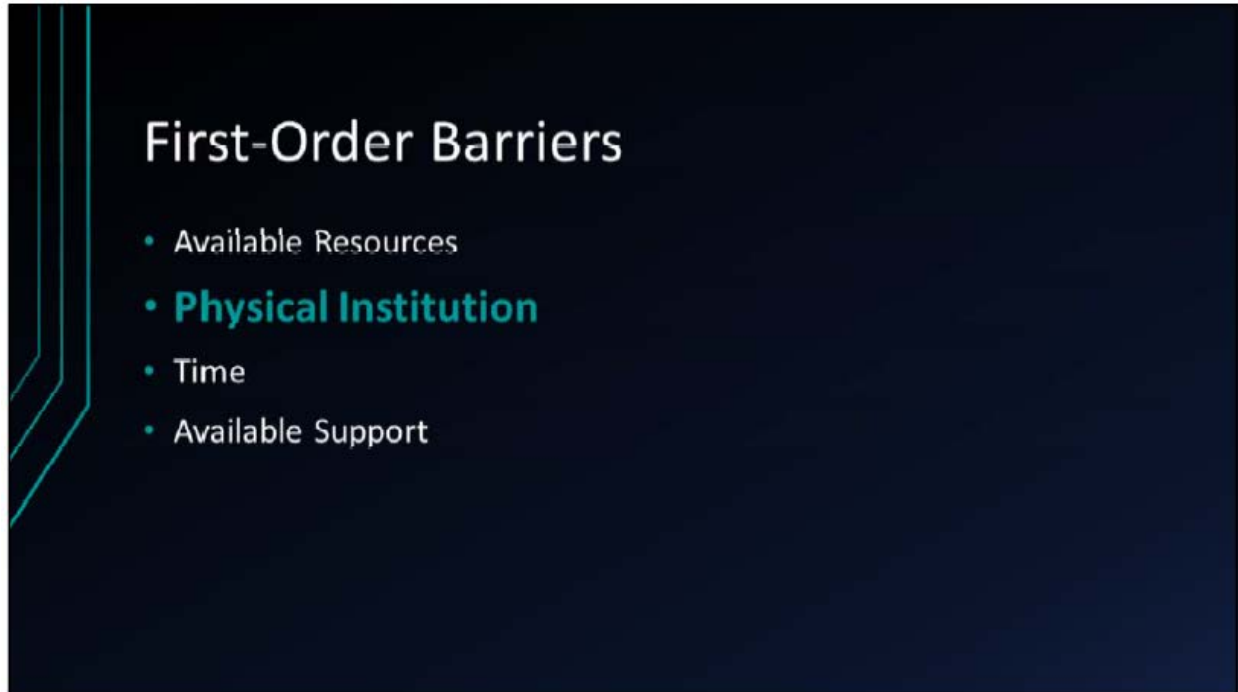 First-Order Barriers
• Available Resources
• Physical Institution
• Time
• Available Support